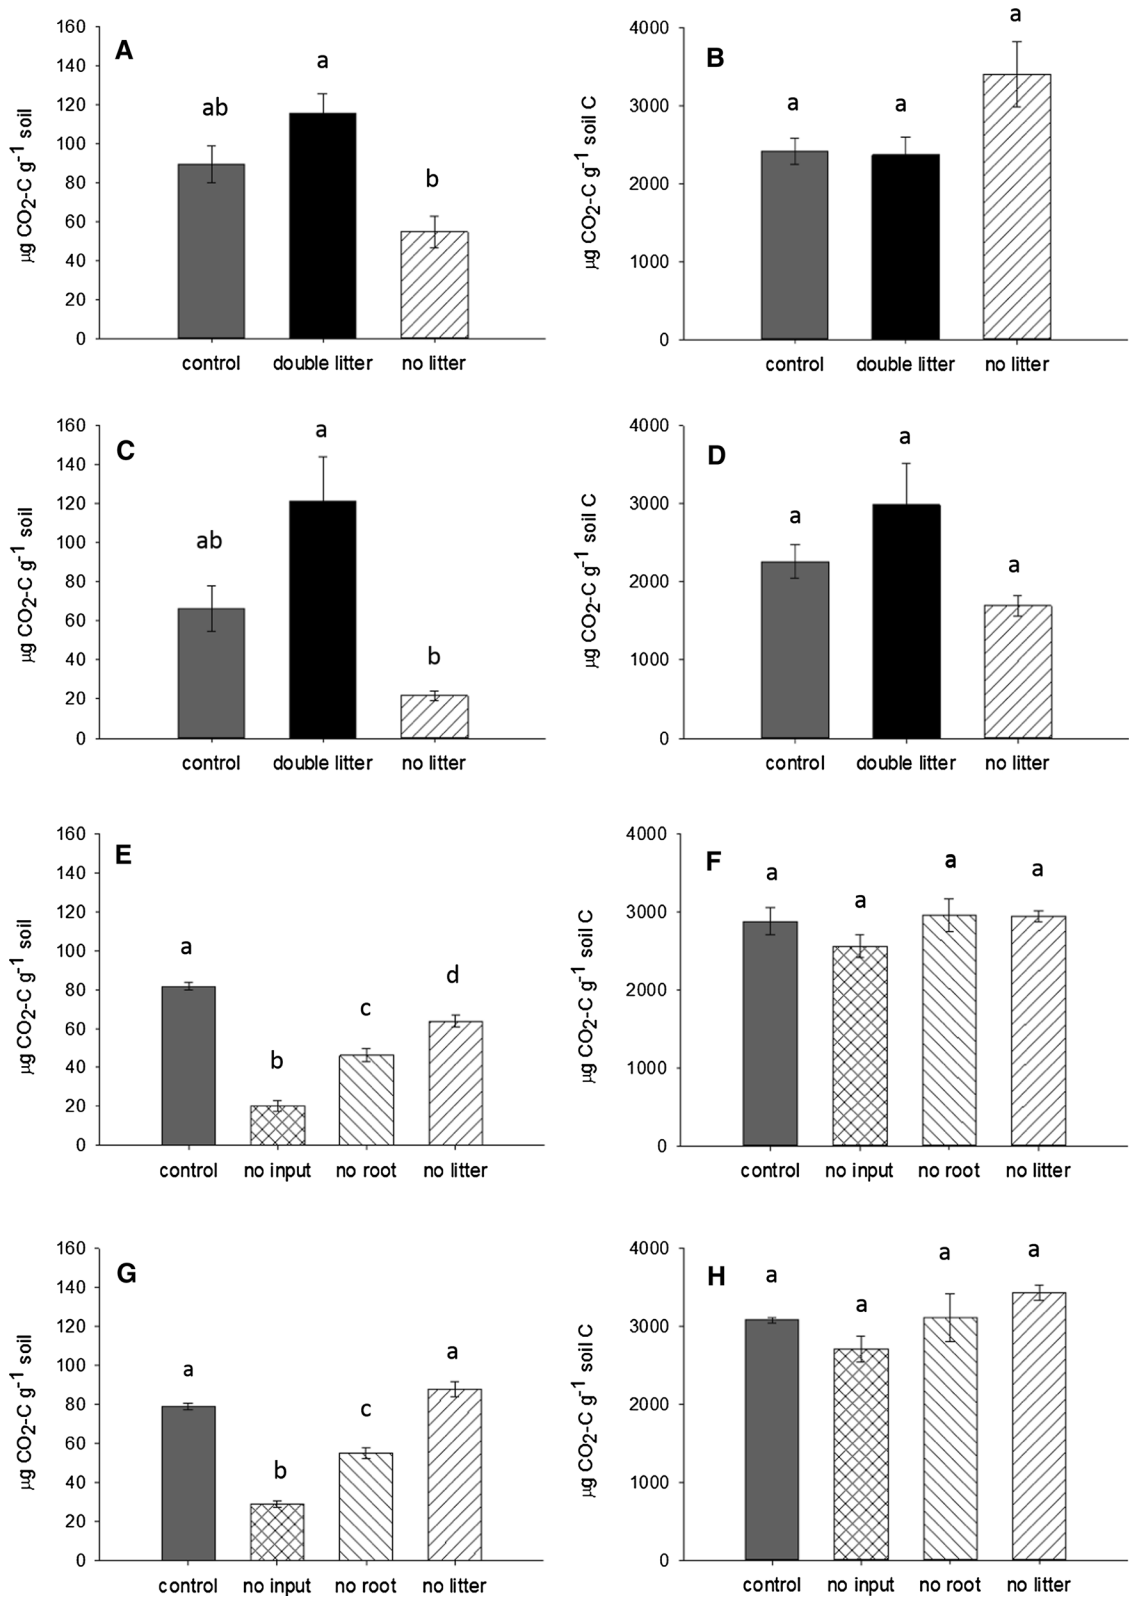 A
µg CO2-C g-1 soil
160
140
120
100
80
60
40
20
0
ab
a
b
control
double litter
no litter
B
µg CO2-C g-1 soil C
4000
3000
2000
1000
0
a
a
a
control
double litter
no litter
C
µg CO2-C g-1 soil
160
140
120
100
80
60
40
20
0
ab
a
b
control
double litter
no litter
D
µg CO2-C g-1 soil C
4000
3000
2000
1000
0
a
a
a
control
double litter
no litter
E
µg CO2-C g-1 soil
160
140
120
100
80
60
40
20
0
a
b
c
d
control
no input
no root
no litter
F
µg CO2-C g-1 soil C
4000
3000
2000
1000
0
a
a
a
a
control
no input
no root
no litter
G
µg CO2-C g-1 soil
160
140
120
100
80
60
40
20
0
a
b
c
a
control
no input
no root
no litter
H
µg CO2-C g-1 soil C
4000
3000
2000
1000
0
a
a
a
a
control
no input
no root
no litter